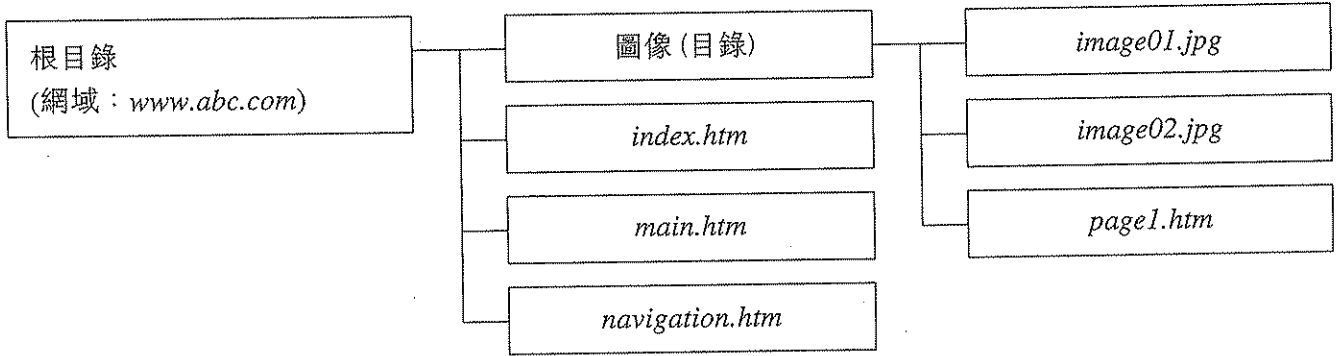 根目錄
(網域：www.abc.com)
圖像(目錄)
index.htm
main.htm
navigation.htm
image01.jpg
image02.jpg
page1.htm